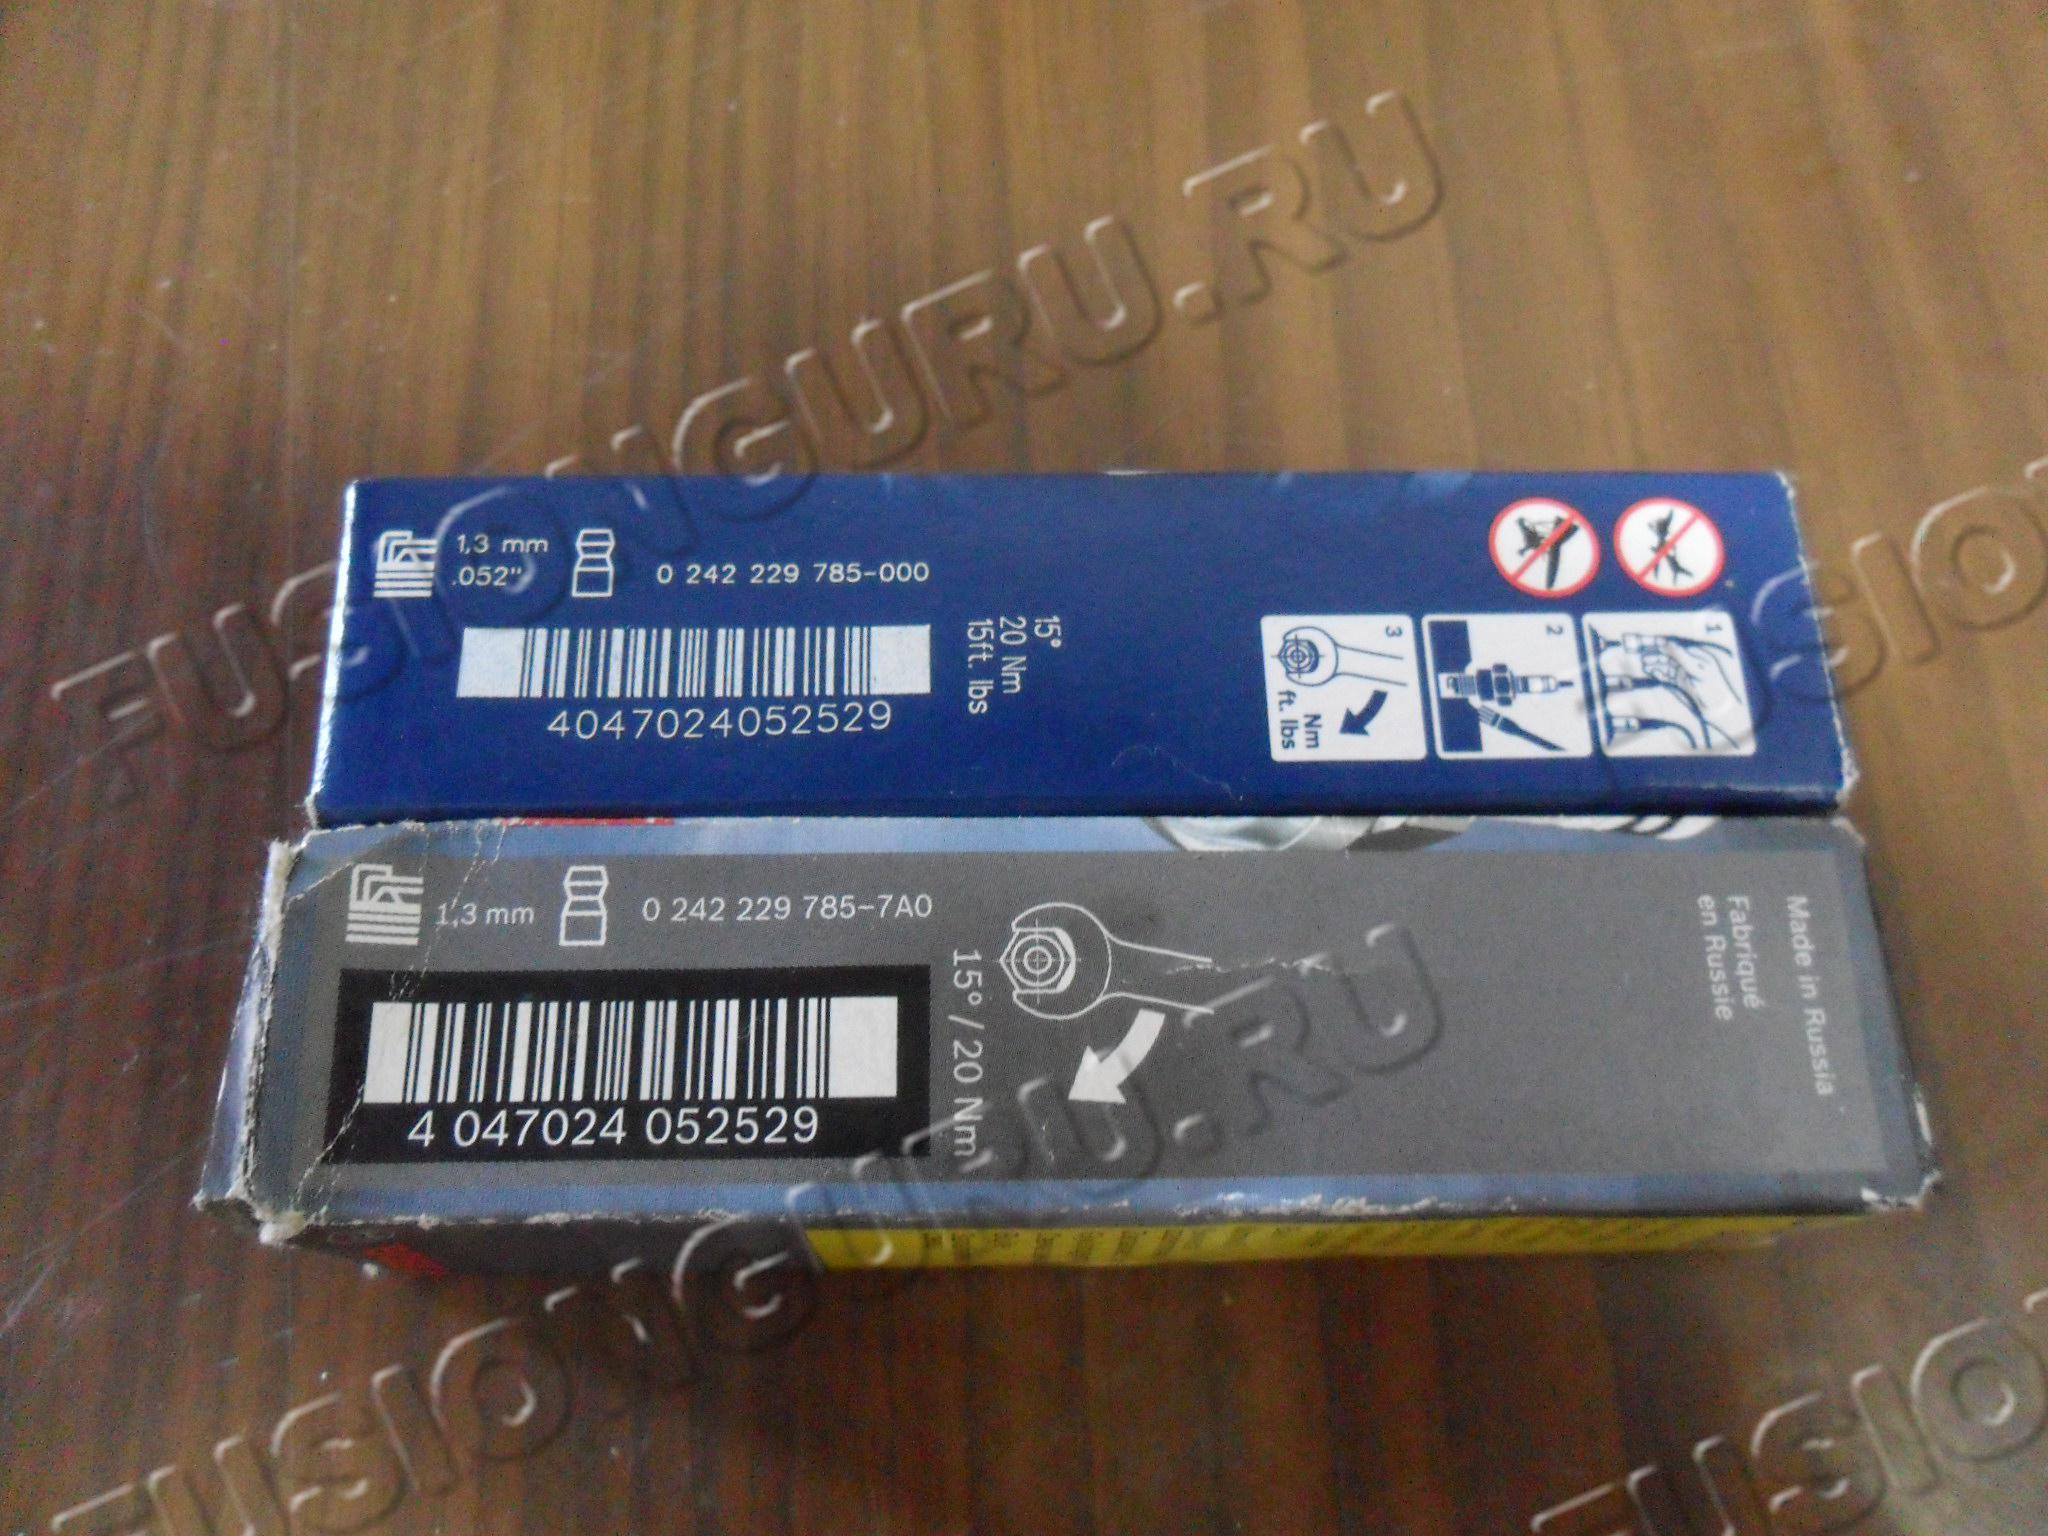 FUSIONGURU.RU
1,3 mm
.052"
0 242 229 785-000
4047024052529
15°
20 Nm
15ft. lbs
3
Nm
ft. lbs
2
1
1,3 mm
0 242 229 785-7A0
4 047024 052529
15° / 20 Nm
Made in Russia
Fabriqué
en Russie
FUSIONGURU.RU
FUSIO
FUSIO